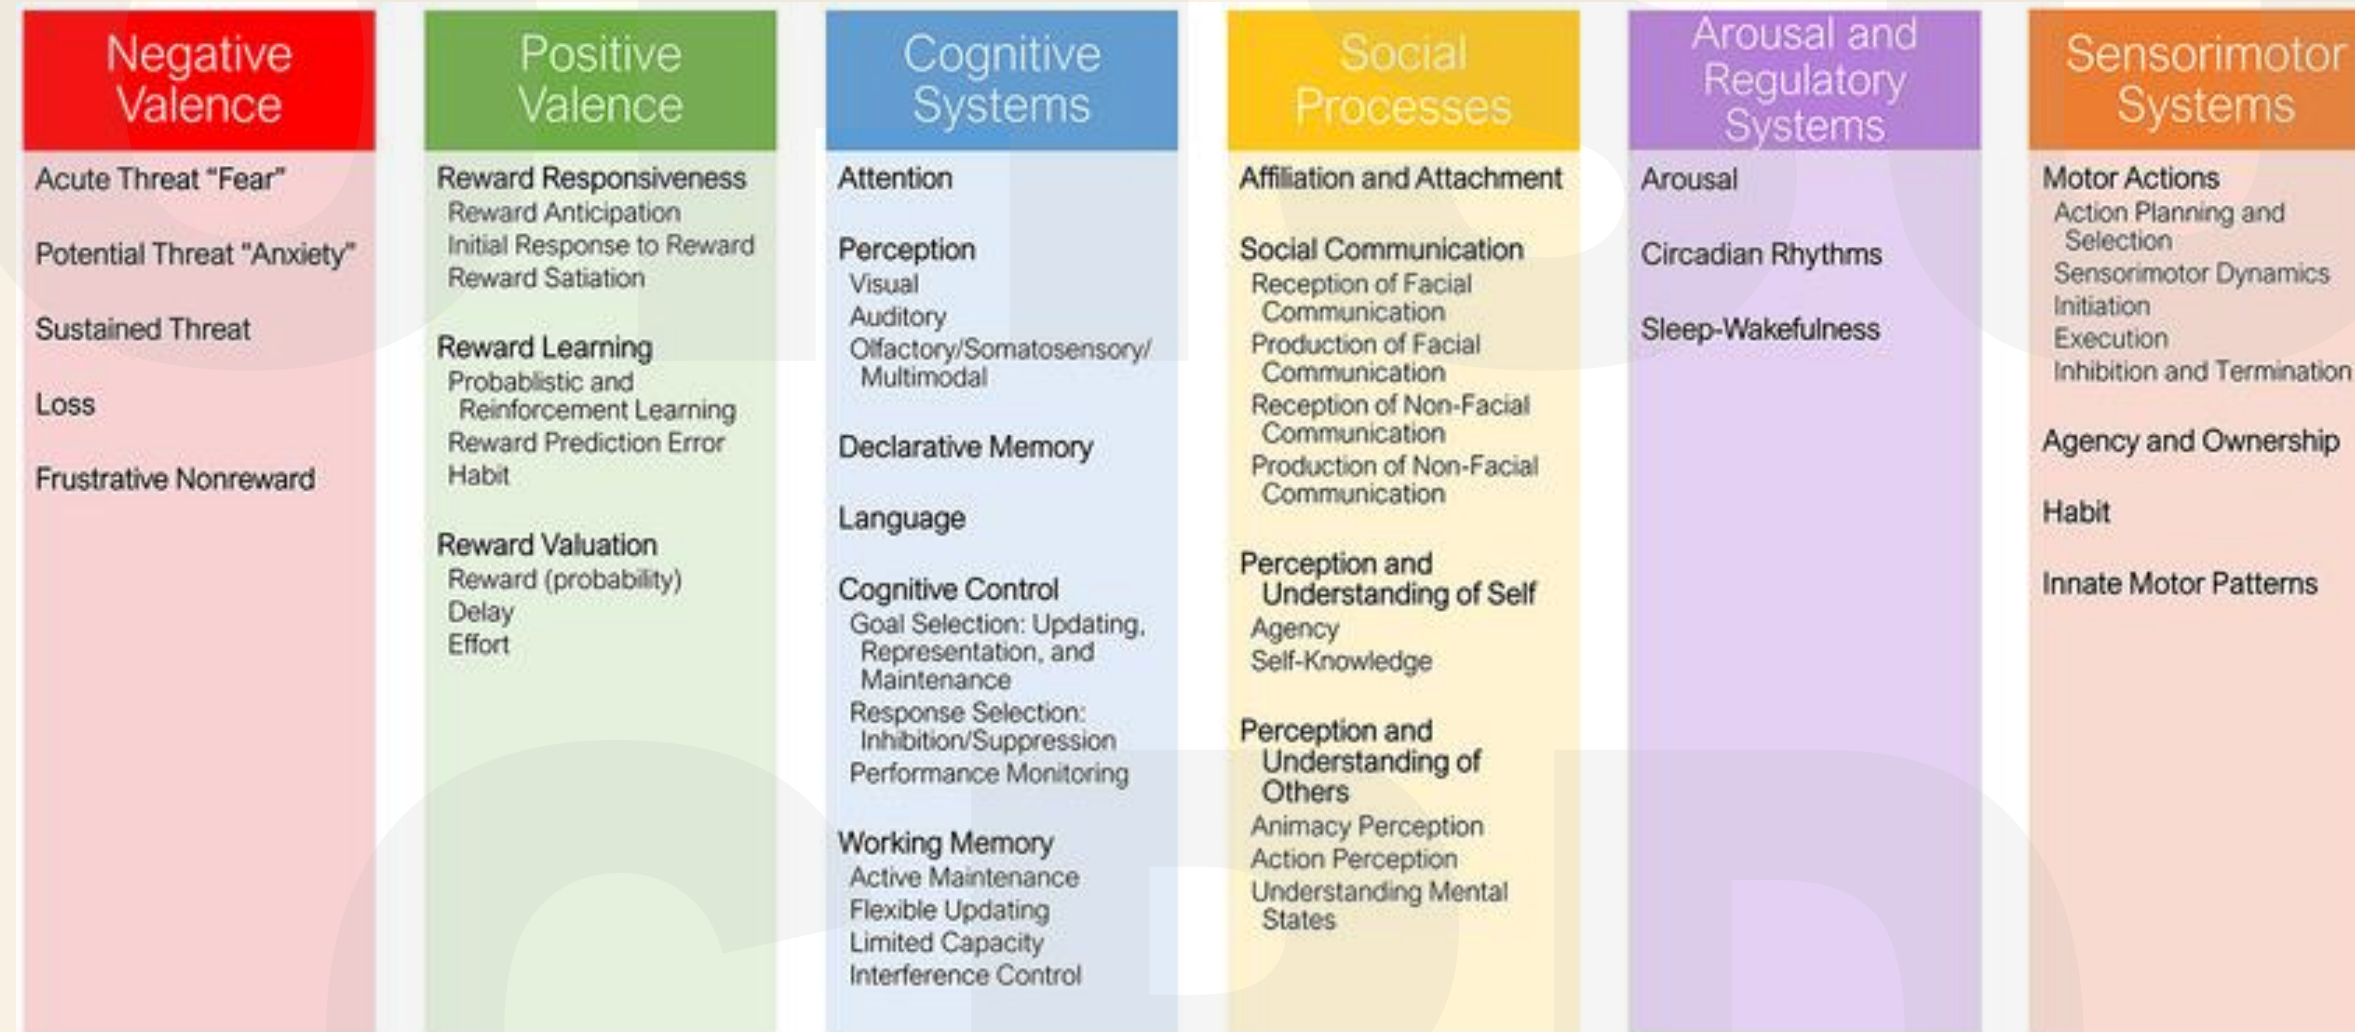 Negative
Valence
Acute Threat “Fear”
Potential Threat "Anxiety"
Sustained Threat
Loss
Frustrative Nonreward
Positive
Valence
Reward Responsiveness
Reward Anticipation
Initial Response to Reward
Reward Satiation
Reward Learning
Probablistic and
Reinforcement Learning
Reward Prediction Error
Habit
Reward Valuation
Reward (probability)
Delay
Effort
Cognitive
Systems
Attention
Perception
Visual
Auditory
Olfactory/Somatosensory/
Multimodal
Declarative Memory
Language
Cognitive Control
Goal Selection: Updating,
Representation, and
Maintenance
Response Selection:
Inhibition/Suppression
Performance Monitoring
Working Memory
Active Maintenance
Flexible Updating
Limited Capacity
Interference Control
Social
Processes
Affiliation and Attachment
Social Communication
Reception of Facial
Communication
Production of Facial
Communication
Reception of Non-Facial
Communication
Production of Non-Facial
Communication
Perception and
Understanding of Self
Agency
Self-Knowledge
Perception and
Understanding of
Others
Animacy Perception
Action Perception
Understanding Mental
States
Arousal and
Regulatory
Systems
Arousal
Circadian Rhythms
Sleep-Wakefulness
Sensorimotor
Systems
Motor Actions
Action Planning and
Selection
Sensorimotor Dynamics
Initiation
Execution
Inhibition and Termination
Agency and Ownership
Habit
Innate Motor Patterns